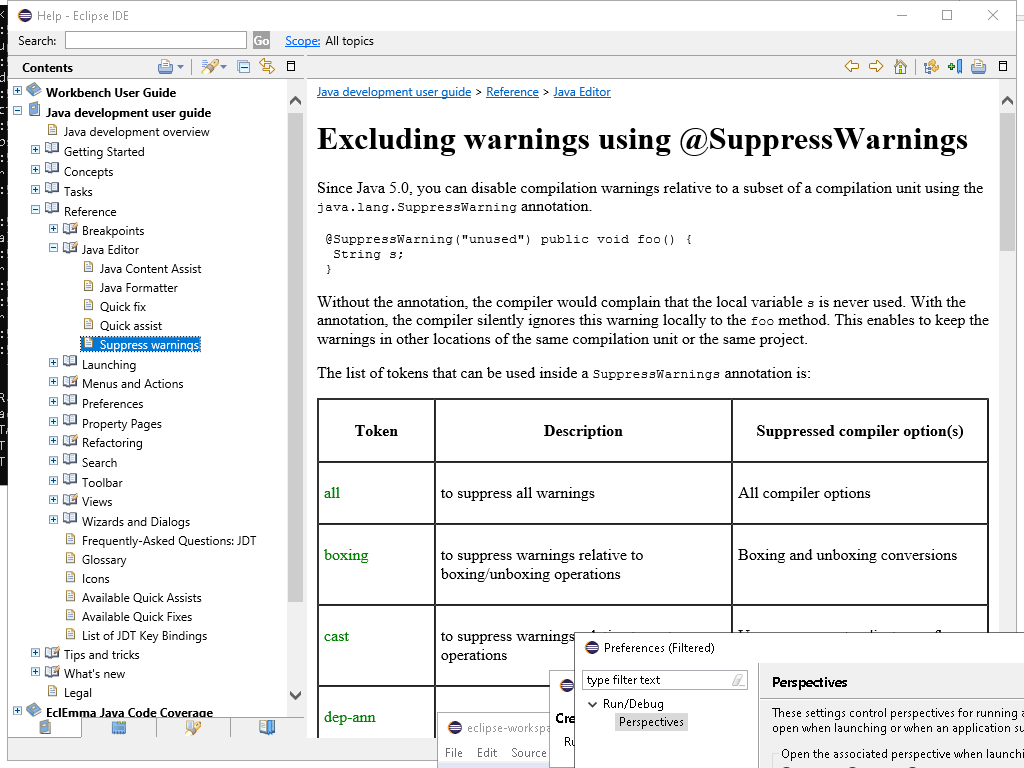 Help - Eclipse IDE
Search:
Go
Scope: All topics
Contents
Workbench User Guide
Java development user guide
Java development overview
Getting Started
Concepts
Tasks
Reference
Breakpoints
Java Editor
Java Content Assist
Java Formatter
Quick fix
Quick assist
Suppress warnings
Launching
Menus and Actions
Preferences
Property Pages
Refactoring
Search
Toolbar
Views
Wizards and Dialogs
Frequently-Asked Questions: JDT
Glossary
Icons
Available Quick Assists
Available Quick Fixes
List of JDT Key Bindings
Tips and tricks
What's new
Legal
EclEmma Java Code Coverage
Java development user guide > Reference > Java Editor
Excluding warnings using @SuppressWarnings
Since Java 5.0, you can disable compilation warnings relative to a subset of a compilation unit using the
java.lang.SuppressWarning annotation.
@SuppressWarning("unused") public void foo() {
String s;
}
Without the annotation, the compiler would complain that the local variable s is never used. With the
annotation, the compiler silently ignores this warning locally to the foo method. This enables to keep the
warnings in other locations of the same compilation unit or the same project.
The list of tokens that can be used inside a SuppressWarnings annotation is:
Token Description Suppressed compiler option(s)
all to suppress all warnings All compiler options
boxing to suppress warnings relative to Boxing and unboxing conversions
boxing/unboxing operations
cast to suppress warnings
operations
dep-ann
eclipse-workspa
File Edit Source
Cre
Ru
Preferences (Filtered)
type filter text
Run/Debug
Perspectives
Perspectives
These settings control perspectives for running a
open when launching or when an application su
Open the associated perspective when launchi